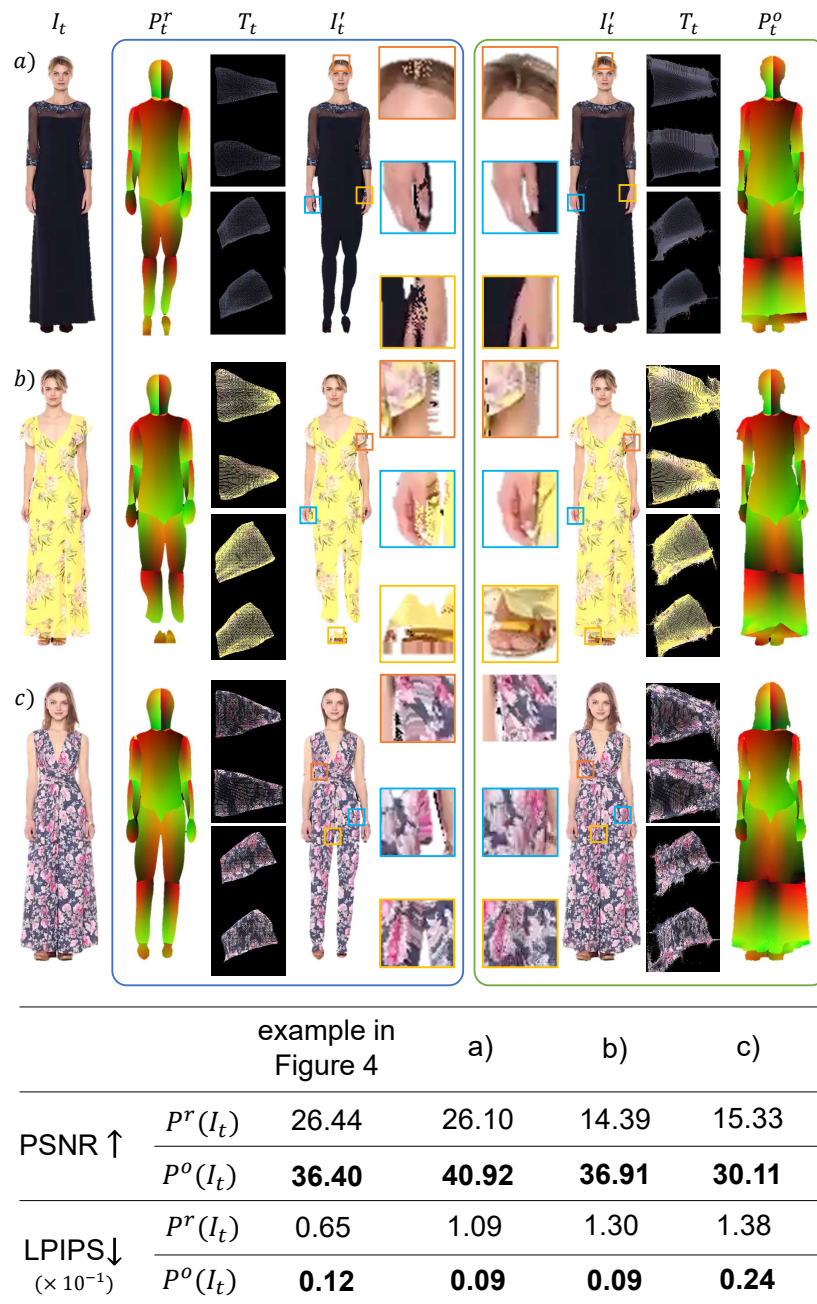 I_t P_t^r T_t I_t′ I_t′ T_t P_t^o
a)
b)
c)
example in Figure 4 a) b) c)
PSNR ↑ P^r(I_t) 26.44 26.10 14.39 15.33
P^o(I_t) 36.40 40.92 36.91 30.11
LPIPS↓ (× 10⁻¹) P^r(I_t) 0.65 1.09 1.30 1.38
P^o(I_t) 0.12 0.09 0.09 0.24